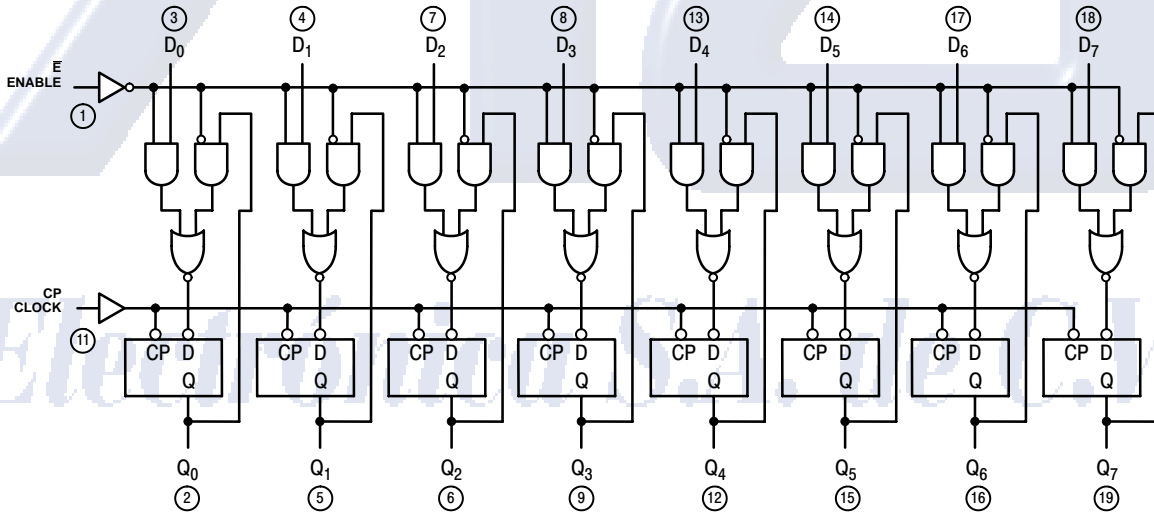 3 4 7 8 13 14 17 18
D0 D1 D2 D3 D4 D5 D6 D7
E̅
ENABLE
1
CP
CLOCK
11
CP D CP D CP D CP D CP D CP D CP D CP D
Q Q Q Q Q Q Q Q
Electrónica S.A. de C.V
Q0 Q1 Q2 Q3 Q4 Q5 Q6 Q7
2 5 6 9 12 15 16 19